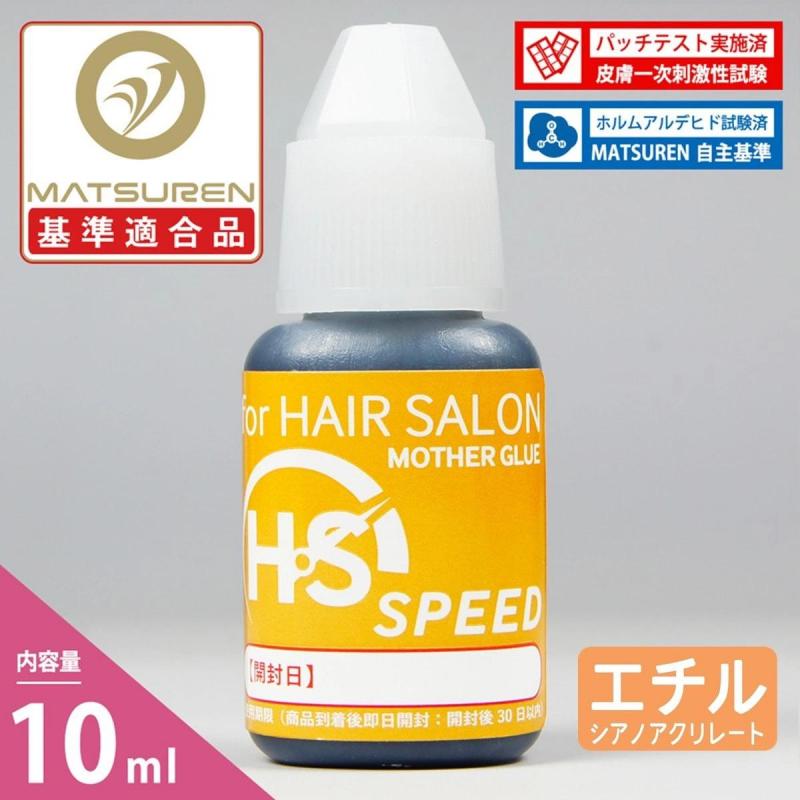 MATSUREN
基準適合品
パッチテスト実施済
皮膚一次刺激性試験
ホルムアルデヒド試験済
MATSUREN 自主基準
for HAIR SALON
MOTHER GLUE
H·S
SPEED
【開封日】
用期限（商品到着後即日開封：開封後 30 日以内
内容量
10ml
エチル
シアノアクリレート